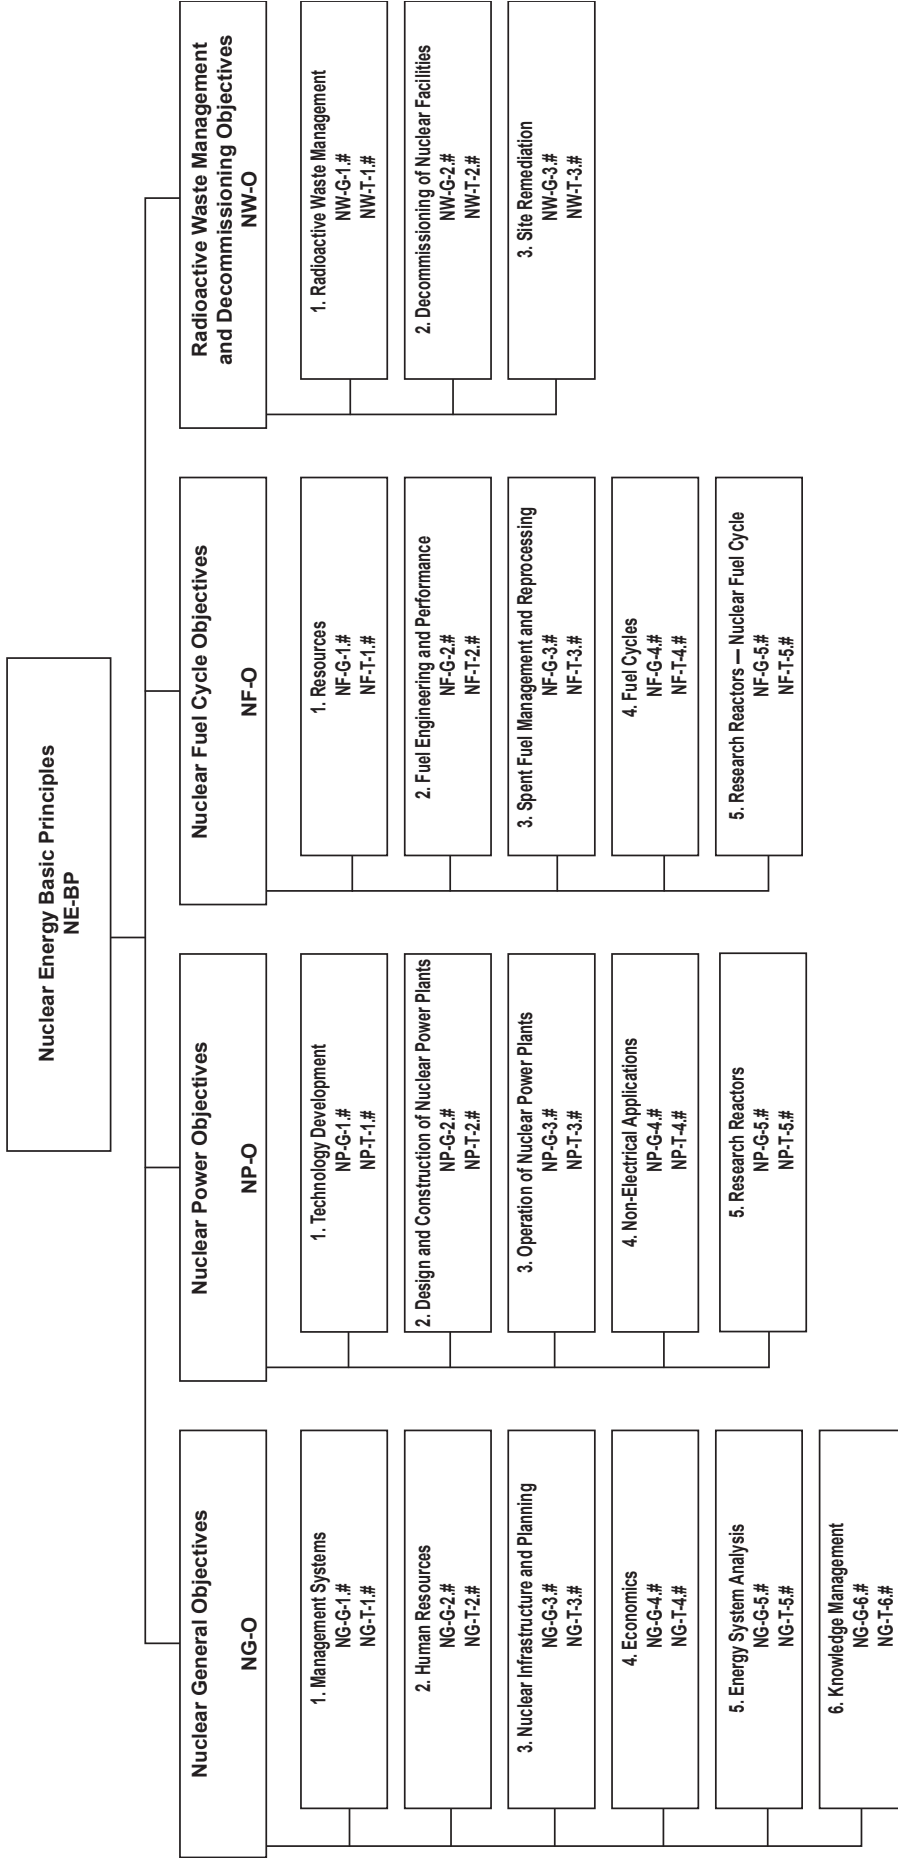 Nuclear Energy Basic Principles
NE-BP
Nuclear General Objectives
NG-O
1. Management Systems
NG-G-1.#
NG-T-1.#
2. Human Resources
NG-G-2.#
NG-T-2.#
3. Nuclear Infrastructure and Planning
NG-G-3.#
NG-T-3.#
4. Economics
NG-G-4.#
NG-T-4.#
5. Energy System Analysis
NG-G-5.#
NG-T-5.#
6. Knowledge Management
NG-G-6.#
NG-T-6.#
Nuclear Power Objectives
NP-O
1. Technology Development
NP-G-1.#
NP-T-1.#
2. Design and Construction of Nuclear Power Plants
NP-G-2.#
NP-T-2.#
3. Operation of Nuclear Power Plants
NP-G-3.#
NP-T-3.#
4. Non-Electrical Applications
NP-G-4.#
NP-T-4.#
5. Research Reactors
NP-G-5.#
NP-T-5.#
Nuclear Fuel Cycle Objectives
NF-O
1. Resources
NF-G-1.#
NF-T-1.#
2. Fuel Engineering and Performance
NF-G-2.#
NF-T-2.#
3. Spent Fuel Management and Reprocessing
NF-G-3.#
NF-T-3.#
4. Fuel Cycles
NF-G-4.#
NF-T-4.#
5. Research Reactors — Nuclear Fuel Cycle
NF-G-5.#
NF-T-5.#
Radioactive Waste Management
and Decommissioning Objectives
NW-O
1. Radioactive Waste Management
NW-G-1.#
NW-T-1.#
2. Decommissioning of Nuclear Facilities
NW-G-2.#
NW-T-2.#
3. Site Remediation
NW-G-3.#
NW-T-3.#